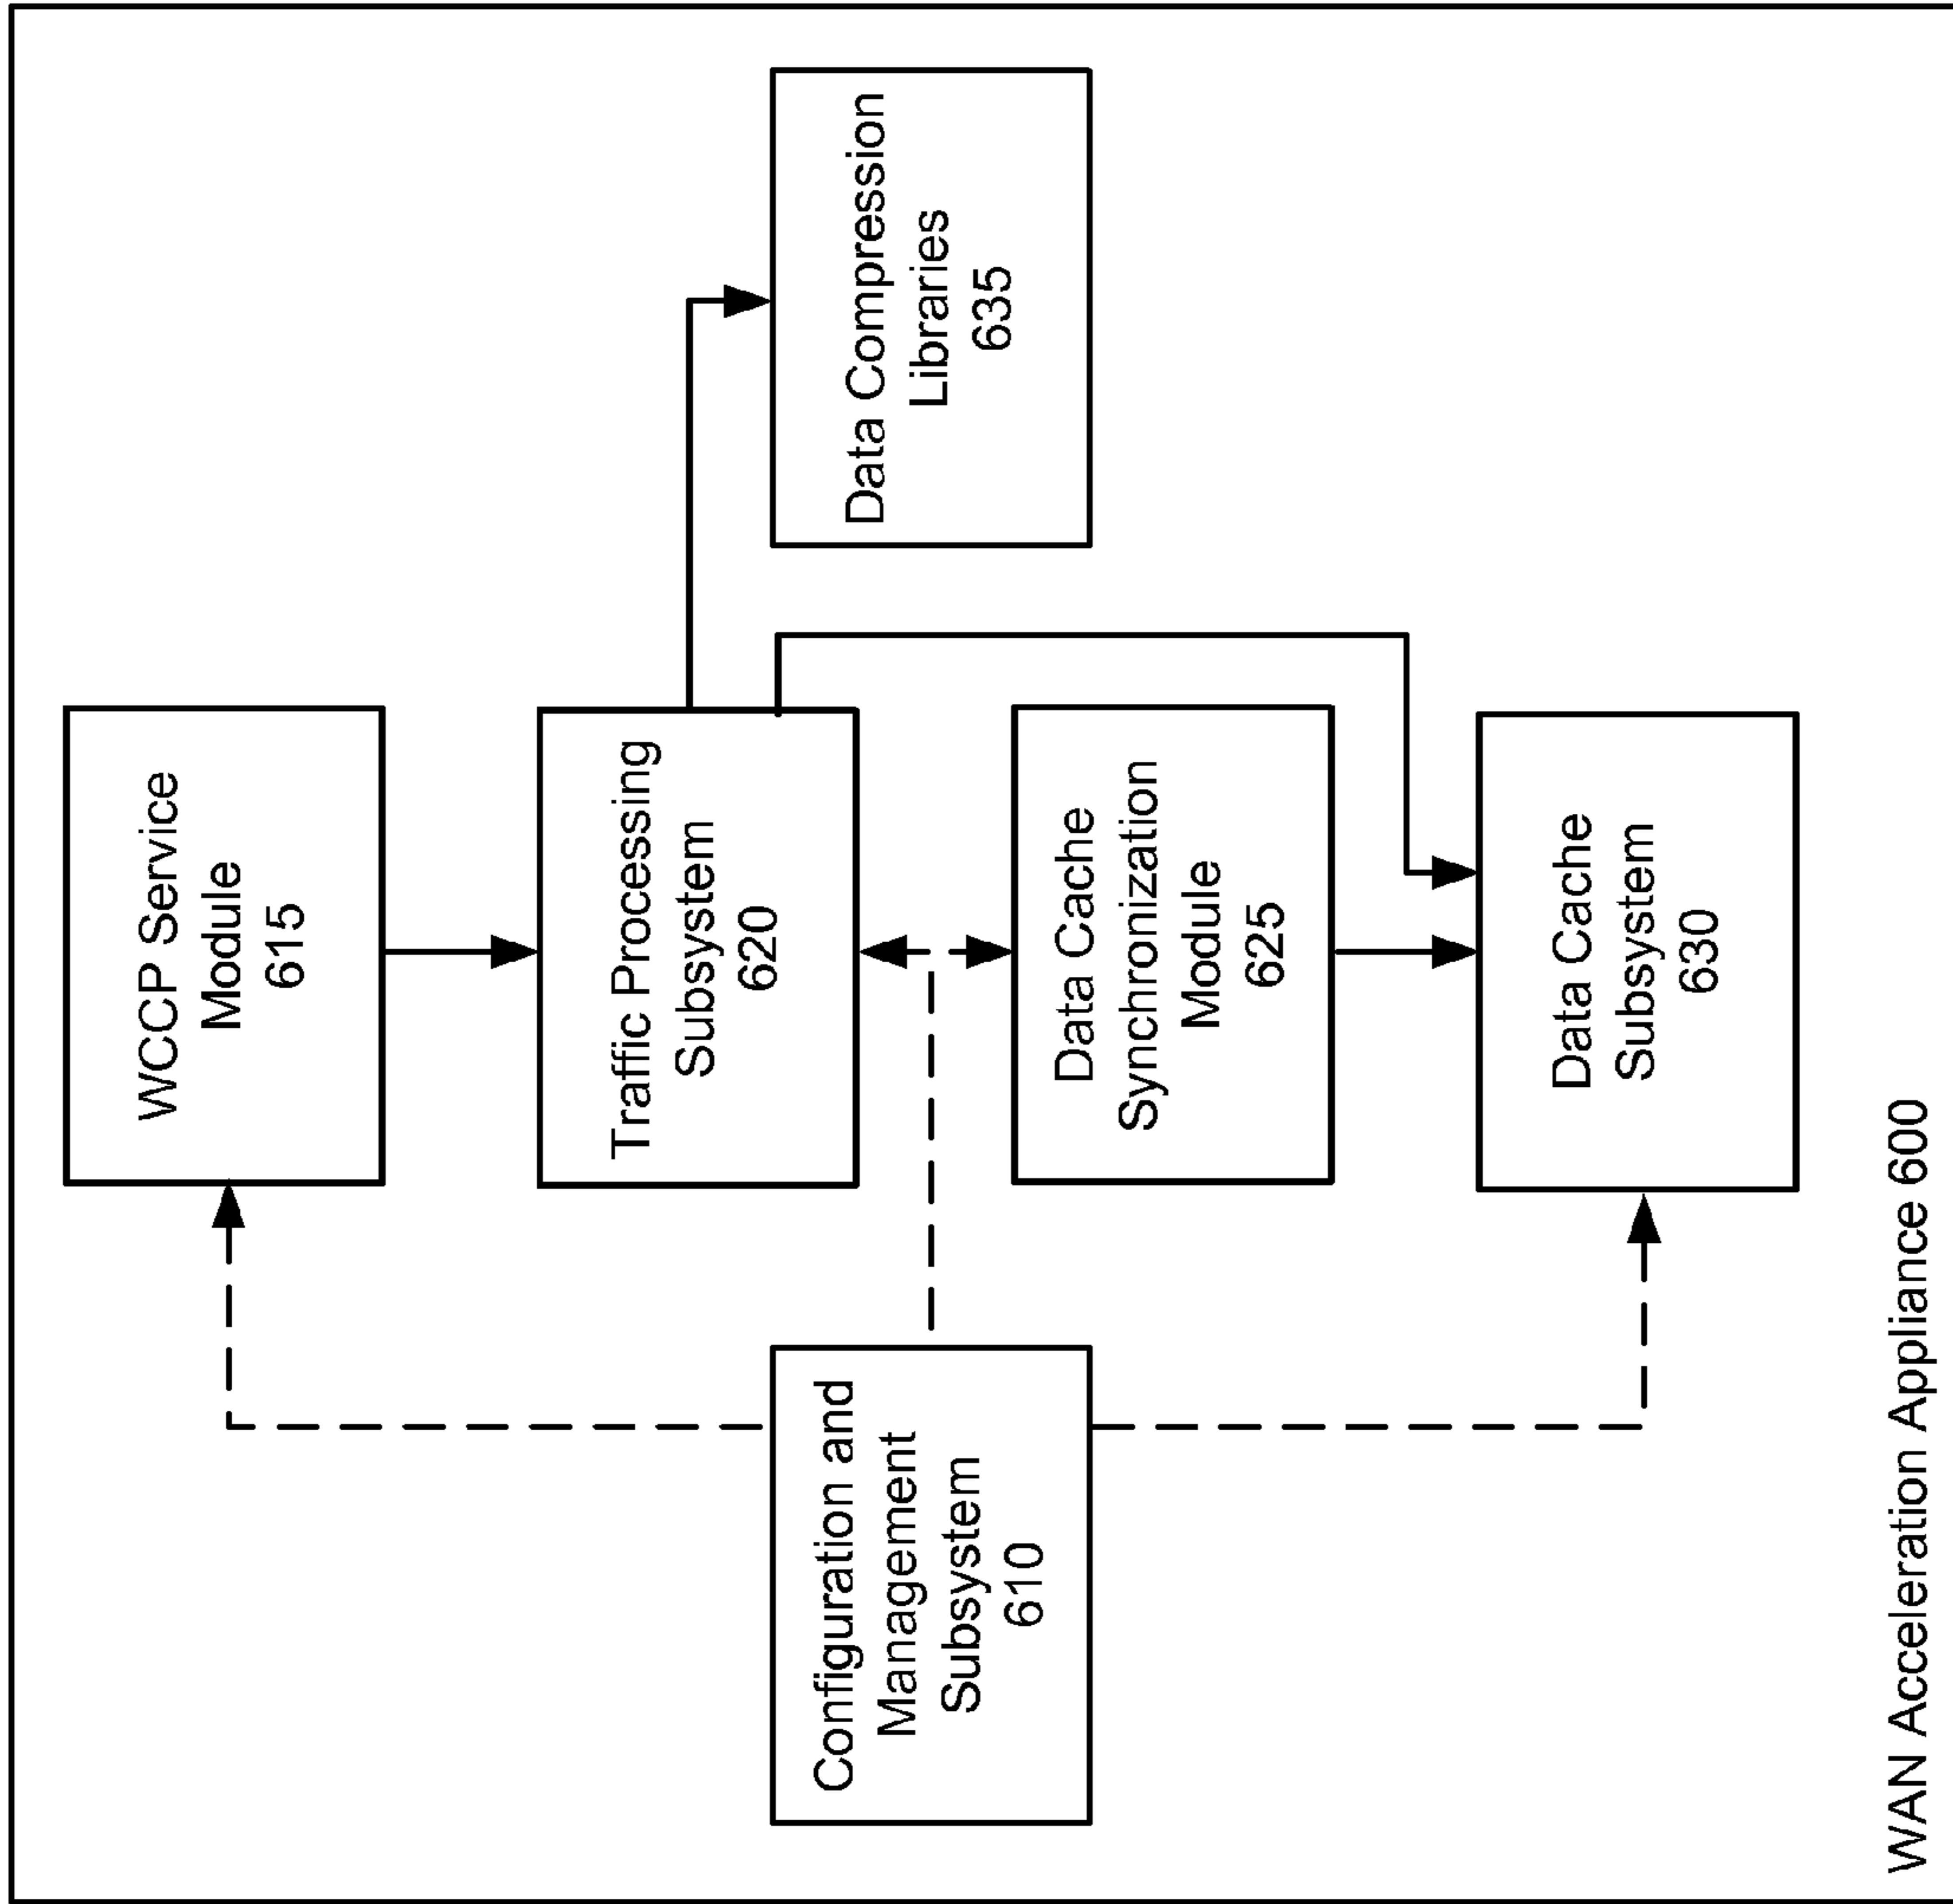 WCCP Service
Module
615
Traffic Processing
Subsystem
620
Data Compression
Libraries
635
Configuration and
Management
Subsystem
610
Data Cache
Synchronization
Module
625
Data Cache
Subsystem
630
WAN Acceleration Appliance 600